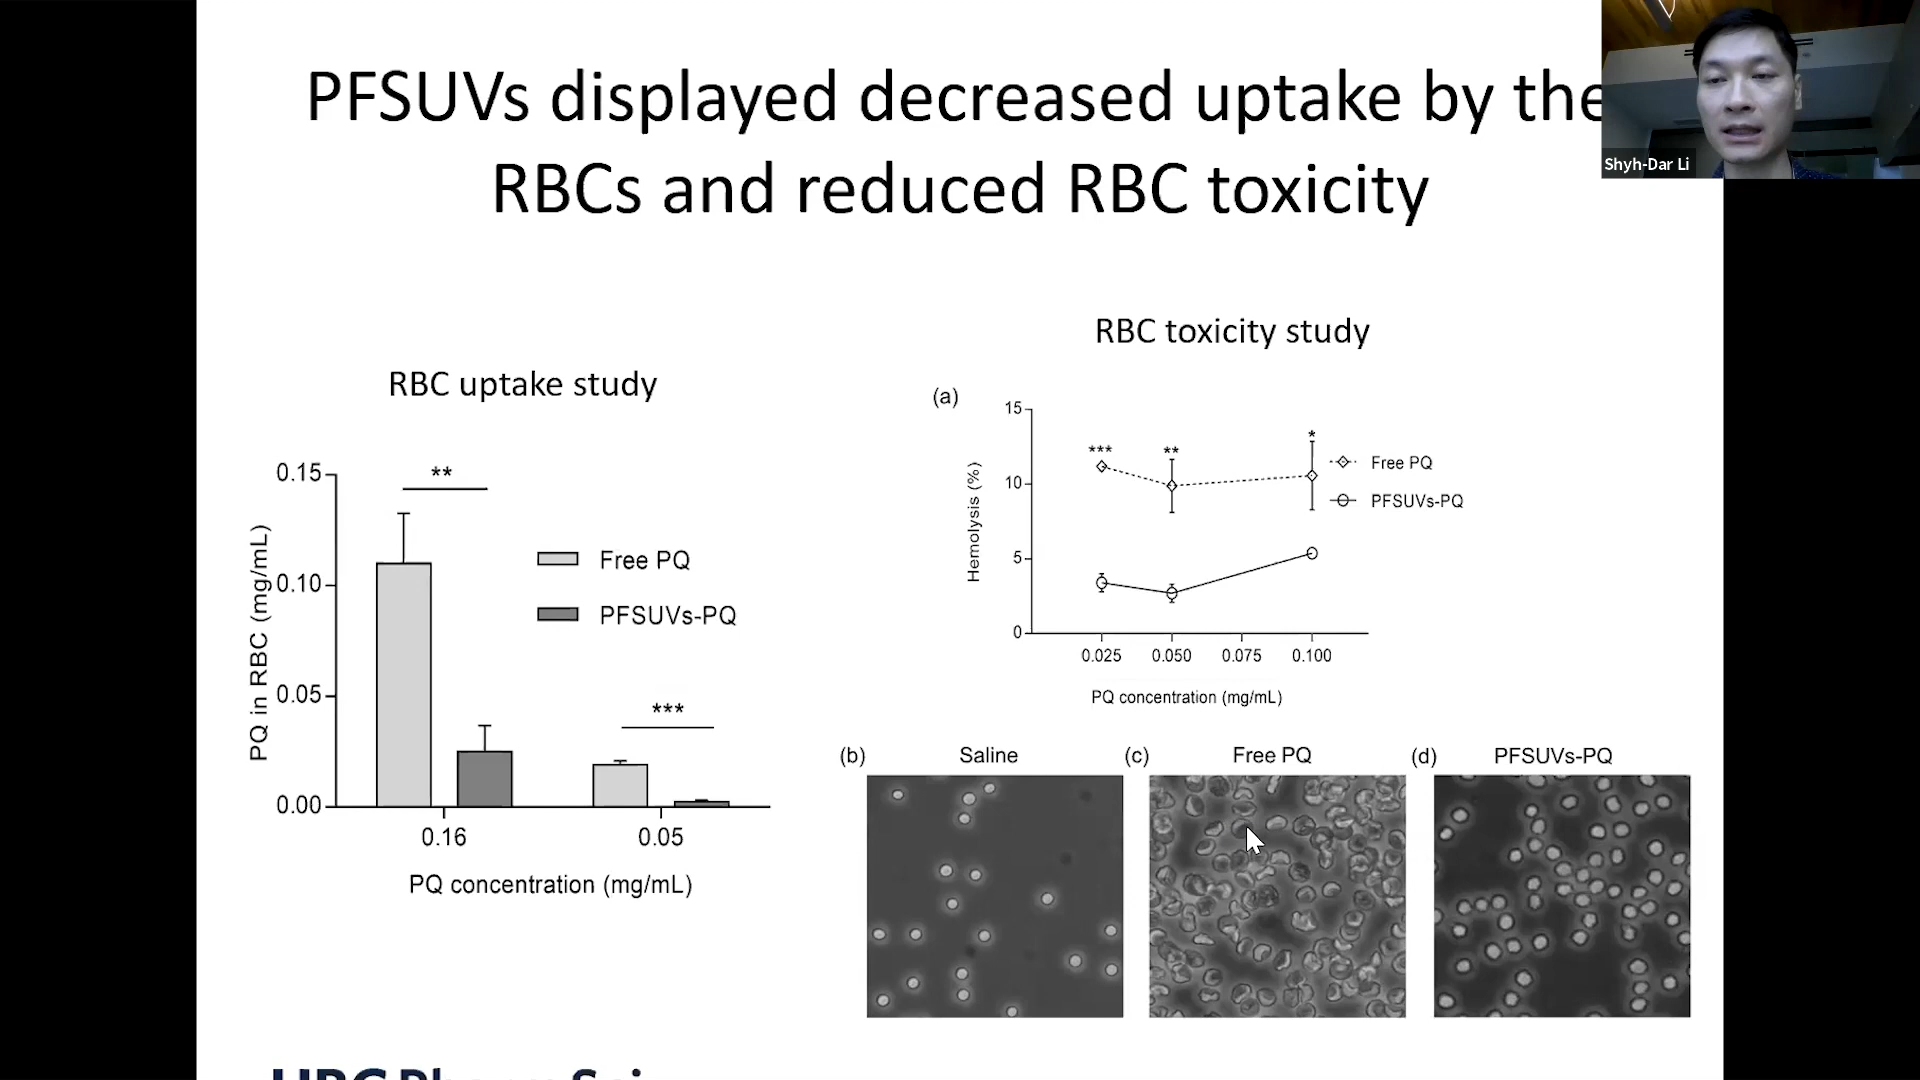 PFSUVs displayed decreased uptake by the
RBCs and reduced RBC toxicity
Shyh-Dar Li
RBC uptake study
0.15
0.10
0.05
0.00
PQ in RBC (mg/mL)
**
***
Free PQ
PFSUVs-PQ
0.16
0.05
PQ concentration (mg/mL)
RBC toxicity study
(a)
15
10
5
0
Hemolysis (%)
***
**
*
Free PQ
PFSUVs-PQ
0.025 0.050 0.075 0.100
PQ concentration (mg/mL)
(b) Saline
(c) Free PQ
(d) PFSUVs-PQ